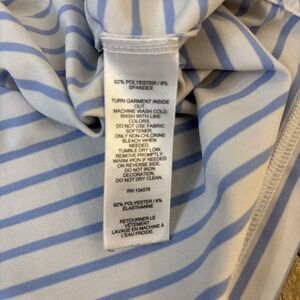 92% POLYESTER / 8%
SPANDEX
TURN GARMENT INSIDE
OUT
MACHINE WASH COLD
WASH WITH LIKE
COLORS
DO NOT USE FABRIC
SOFTENER.
ONLY NON-CHLORINE
BLEACH WHEN
NEEDED.
TUMBLE DRY LOW.
REMOVE PROMPTLY.
WARM IRON IF NEEDED
ON REVERSE SIDE.
DO NOT IRON
DECORATION.
DO NOT DRY CLEAN.
RN 134579
92% POLYESTER / 8%
ÉLASTHANNE
RETOURNER LE
VÊTEMENT.
LAVAGE EN MACHINE À
L'EAU FROIDE.